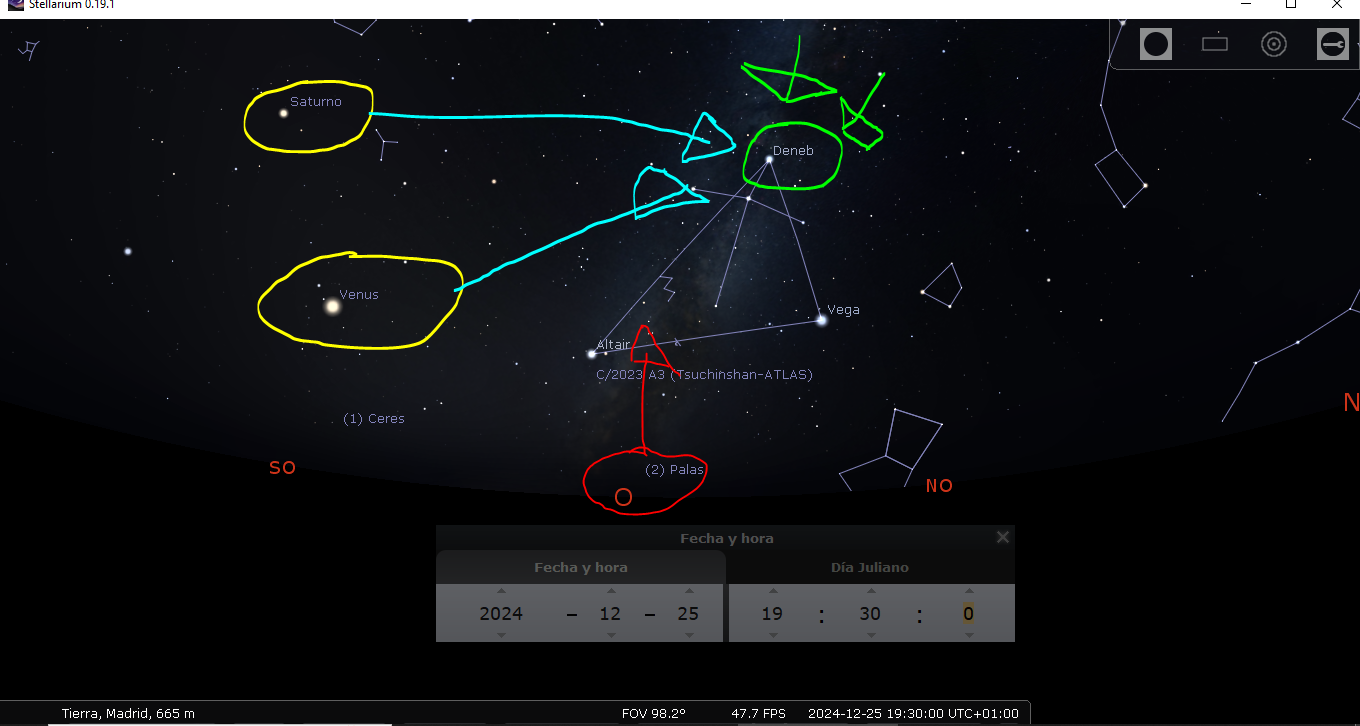 Stellarium 0.19.1
Saturno
Deneb
Venus
Vega
Altair
C/2023 A3 (Tsuchinshan-ATLAS)
N
(1) Ceres
SO
(2) Palas
NO
O
Fecha y hora
Fecha y hora
Día Juliano
2024 - 12 - 25 19 : 30 : 0
Tierra, Madrid, 665 m FOV 98.2° 47.7 FPS 2024-12-25 19:30:00 UTC+01:00